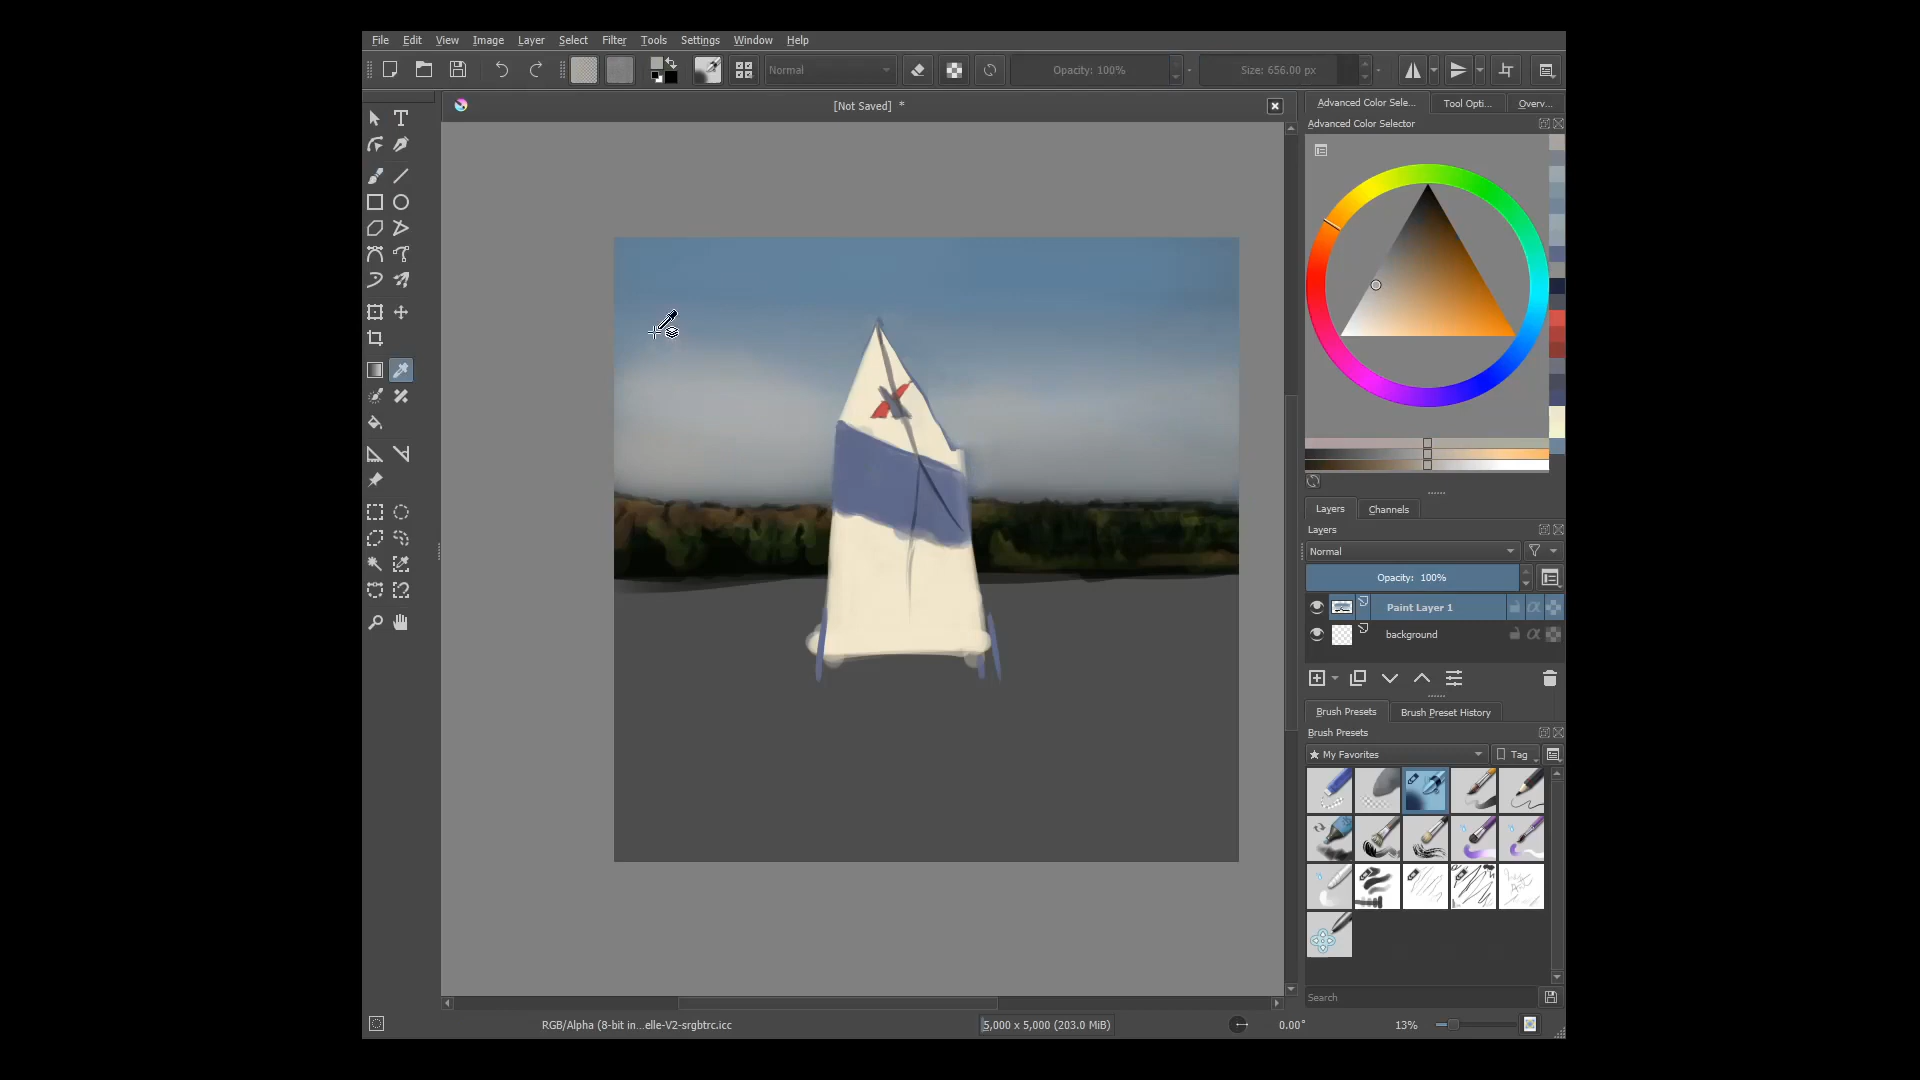 File Edit View Image Layer Select Filter Tools Settings Window Help
Normal Opacity: 100% Size: 656.00 px
[Not Saved] *
Advanced Color Sele... Tool Opti... Overv...
Advanced Color Selector
Layers Channels
Layers
Normal
Opacity: 100%
Paint Layer 1
background
Brush Presets Brush Preset History
Brush Presets
★ My Favorites Tag
Search
RGB/Alpha (8-bit in...elle-V2-srgbtrc.icc 5,000 x 5,000 (203.0 MiB) 0.00° 13%